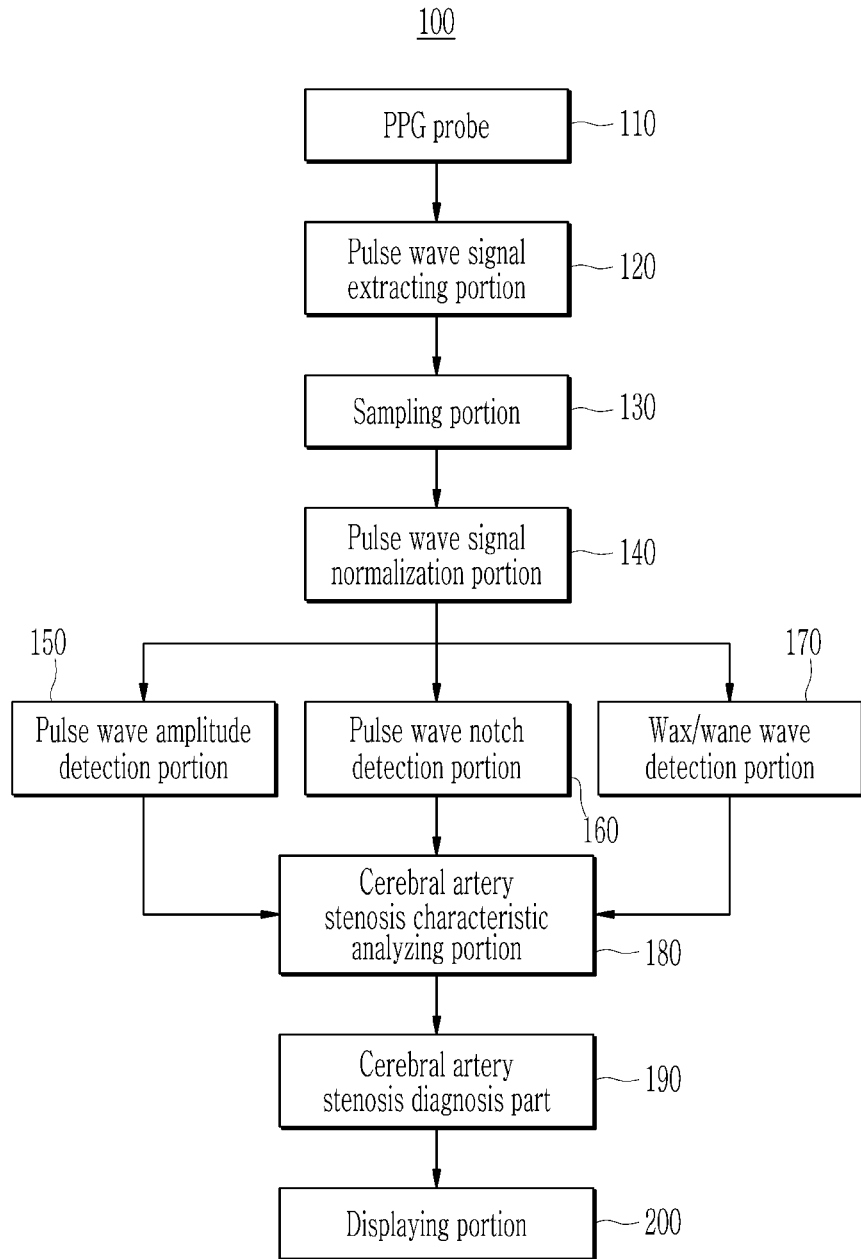 100
PPG probe
110
Pulse wave signal
extracting portion
120
Sampling portion
130
Pulse wave signal
normalization portion
140
150
170
Pulse wave amplitude
detection portion
Pulse wave notch
detection portion
Wax/wane wave
detection portion
160
Cerebral artery
stenosis characteristic
analyzing portion
180
Cerebral artery
stenosis diagnosis part
190
Displaying portion
200